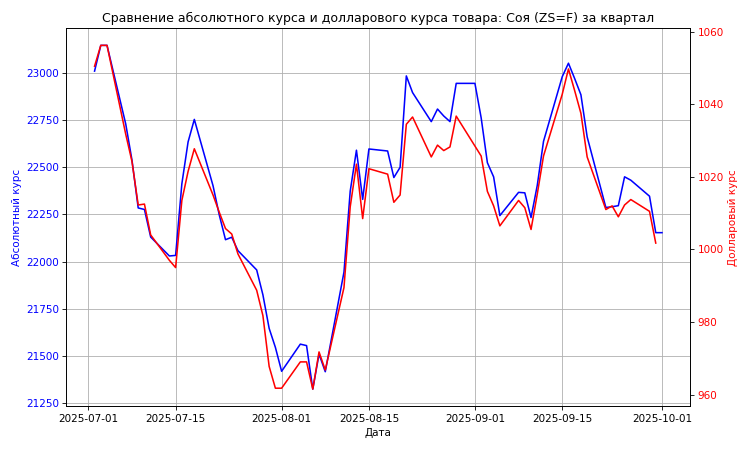 Сравнение абсолютного курса и долларового курса товара: Соя (ZS=F) за квартал
Абсолютный курс
23000
22750
22500
22250
22000
21750
21500
21250
1060
1040
1020
1000
980
960
Долларовый курс
2025-07-01 2025-07-15 2025-08-01 2025-08-15 2025-09-01 2025-09-15 2025-10-01
Дата